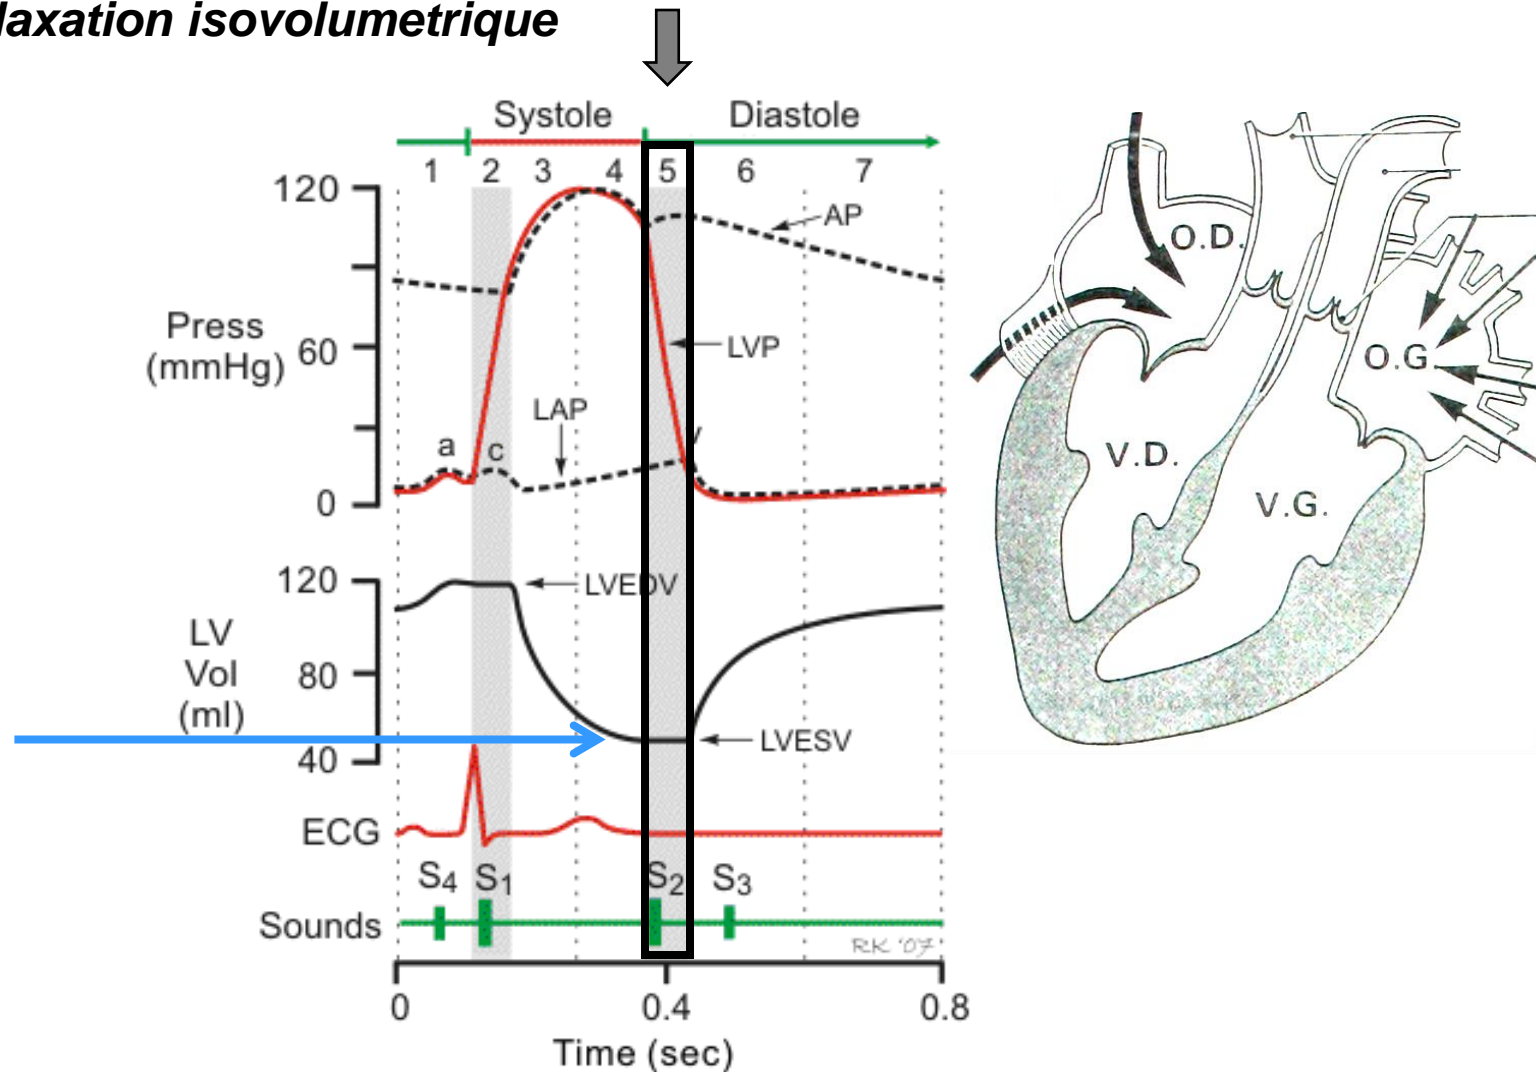 laxation isovolumetrique
Systole Diastole
1 2 3 4 5 6 7
120
AP
Press
(mmHg)
60
LVP
LAP
a c
0
O.D.
O.G.
V.D.
V.G.
120
LVEDV
LV
Vol
(ml)
80
LVESV
40
ECG
S4 S1 S2 S3
Sounds
RK '07
0 0.4 0.8
Time (sec)